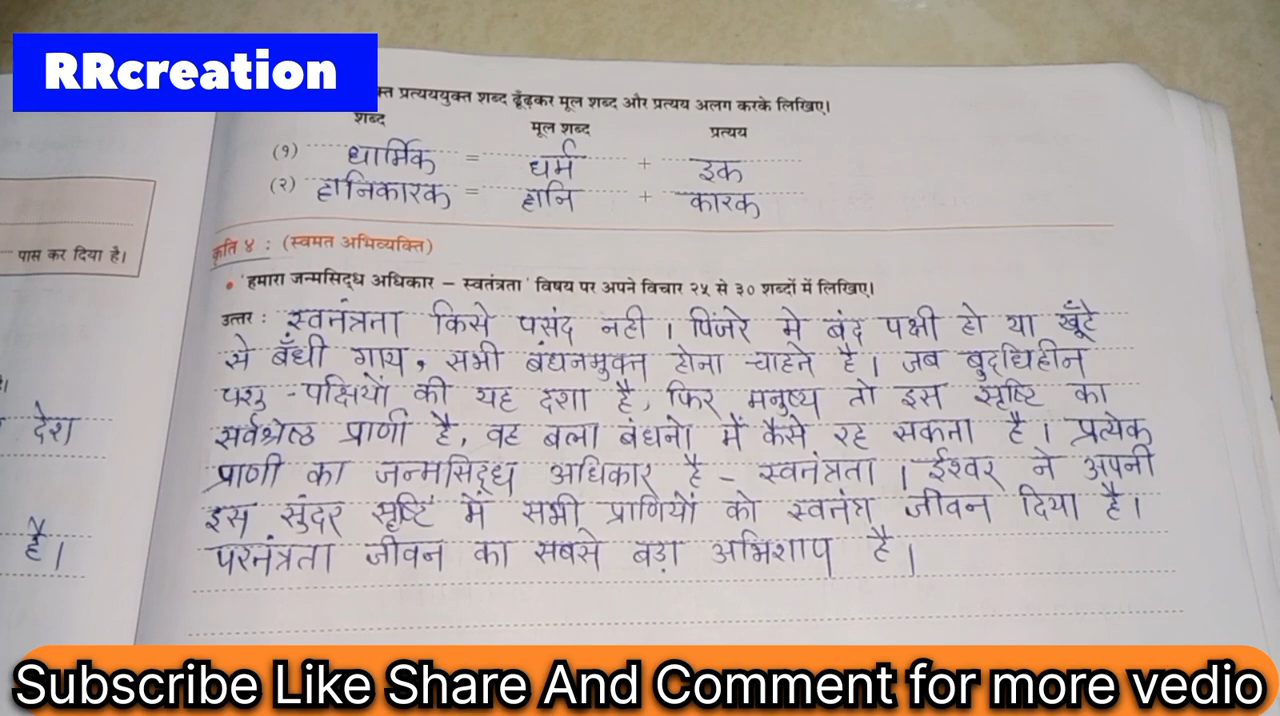 RRcreation
प्रत्यययुक्त शब्द ढूँढ़कर मूल शब्द और प्रत्यय अलग करके लिखिए।
शब्द मूल शब्द प्रत्यय
(१) धार्मिक = धर्म + इक
(२) हानिकारक = हानि + कारक
पास कर दिया है।
कृति ४ : (स्वमत अभिव्यक्ति)
• 'हमारा जन्मसिद्ध अधिकार – स्वतंत्रता' विषय पर अपने विचार २५ से ३० शब्दों में लिखिए।
उत्तर : स्वतंत्रता किसे पसंद नही । पिंजरे मे बंद पक्षी हो या खूँटे
से बँधी गाय, सभी बंधनमुक्त होना चाहते है । जब बुद्धिहीन
पशु - पक्षियों की यह दशा है, फिर मनुष्य तो इस सृष्टि का
सर्वश्रेष्ठ प्राणी है, वह बला बंधनो में कैसे रह सकता है । प्रत्येक
प्राणी का जन्मसिद्ध अधिकार है – स्वतंत्रता । ईश्वर ने अपनी
इस सुंदर सृष्टि में सभी प्राणियों को स्वतंत्र जीवन दिया है।
परतंत्रता जीवन का सबसे बड़ा अभिशाप है ।
देश
है।
Subscribe Like Share And Comment for more vedio